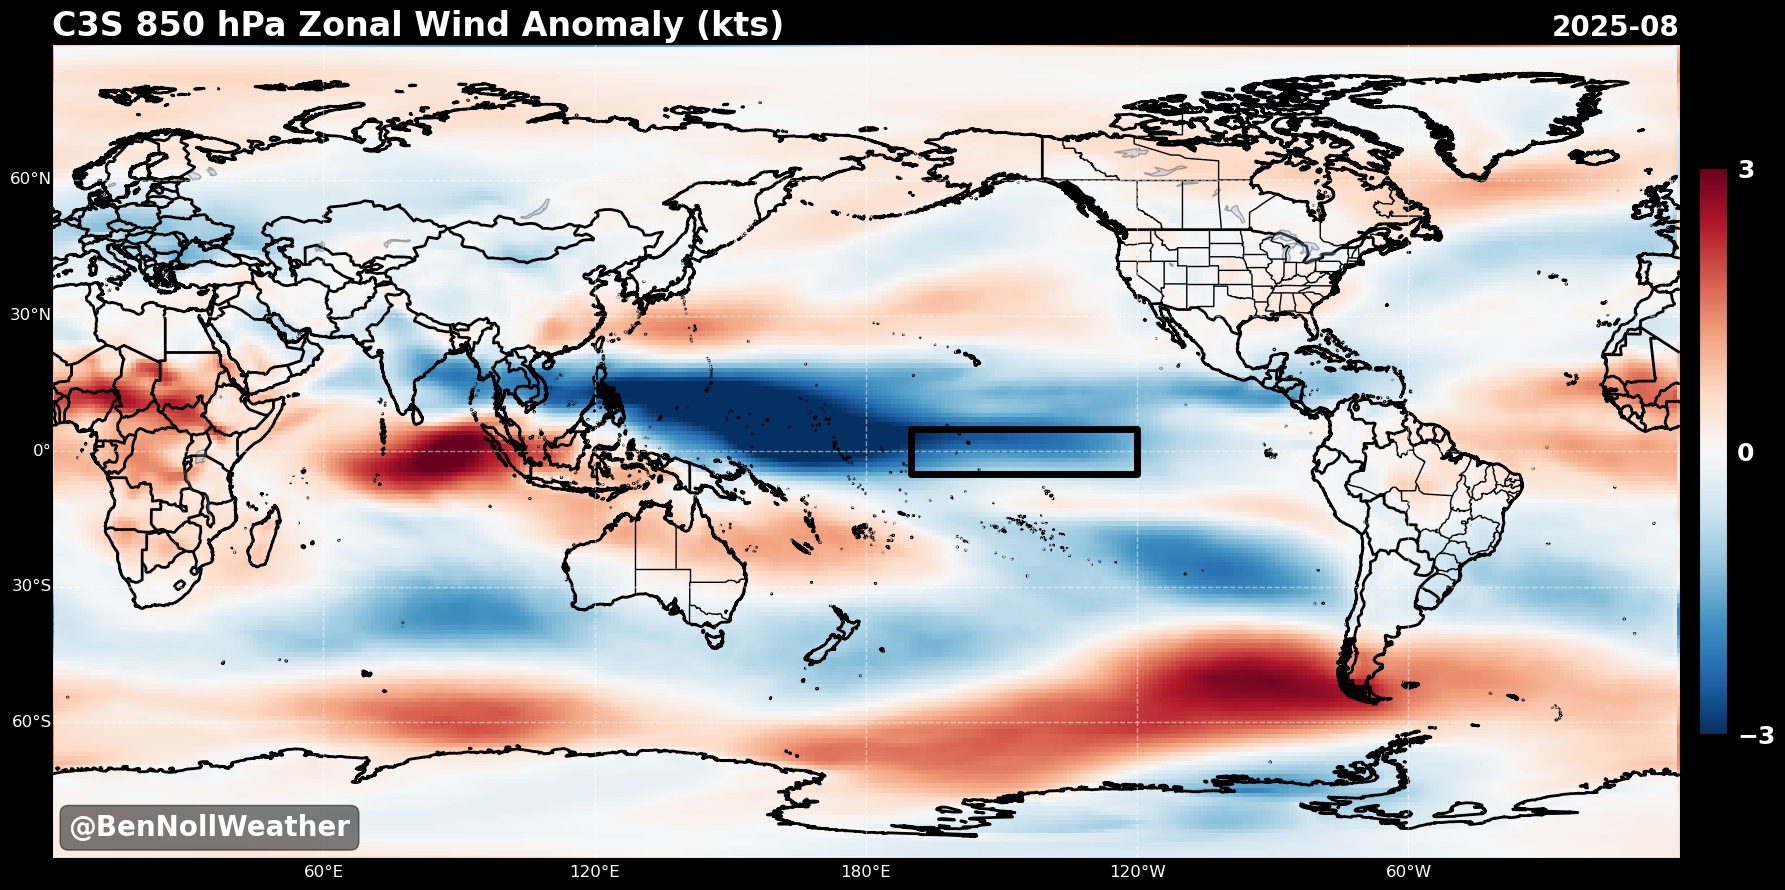 C3S 850 hPa Zonal Wind Anomaly (kts)
2025-08
60°N
30°N
0°
30°S
60°S
60°E
120°E
180°E
120°W
60°W
3
0
−3
@BenNollWeather